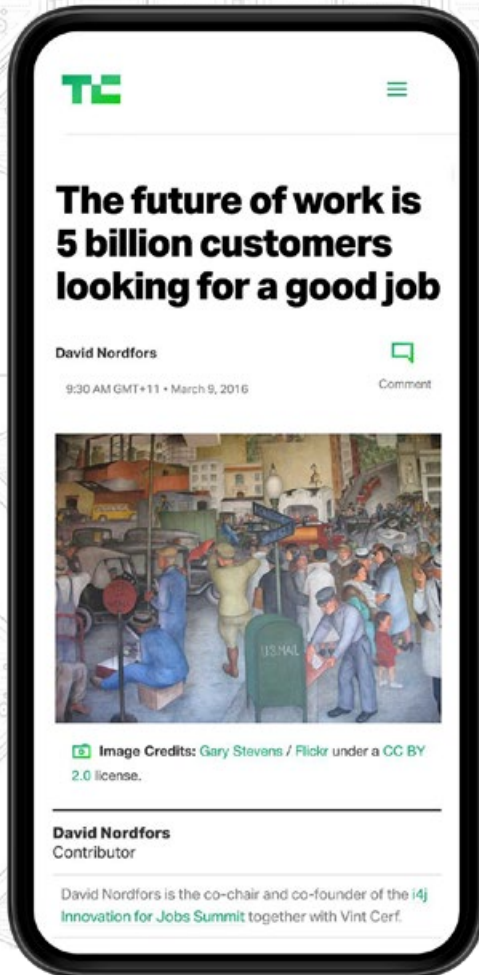 TC
The future of work is
5 billion customers
looking for a good job
David Nordfors
9:30 AM GMT+11 • March 9, 2016
Comment
U.S.MAIL
Image Credits: Gary Stevens / Flickr under a CC BY
2.0 license.
David Nordfors
Contributor
David Nordfors is the co-chair and co-founder of the i4j
Innovation for Jobs Summit together with Vint Cerf.